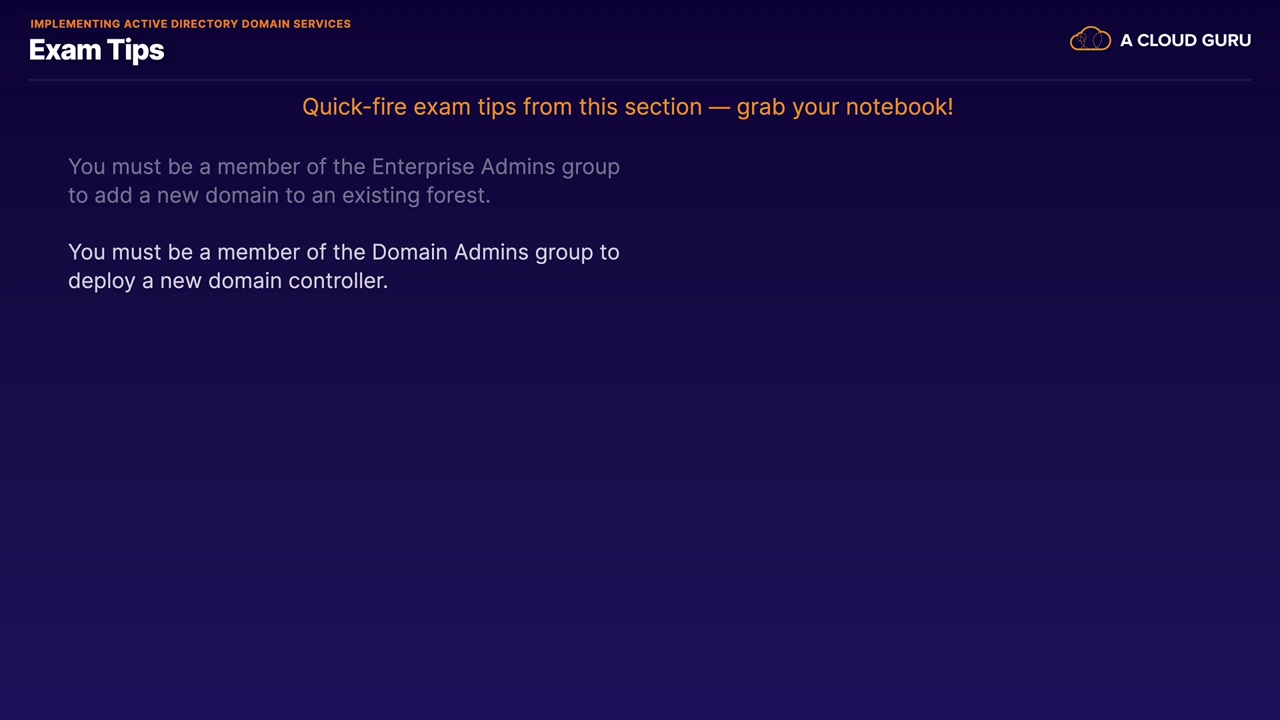 IMPLEMENTING ACTIVE DIRECTORY DOMAIN SERVICES
Exam Tips
A CLOUD GURU
Quick-fire exam tips from this section — grab your notebook!
You must be a member of the Enterprise Admins group
to add a new domain to an existing forest.
You must be a member of the Domain Admins group to
deploy a new domain controller.